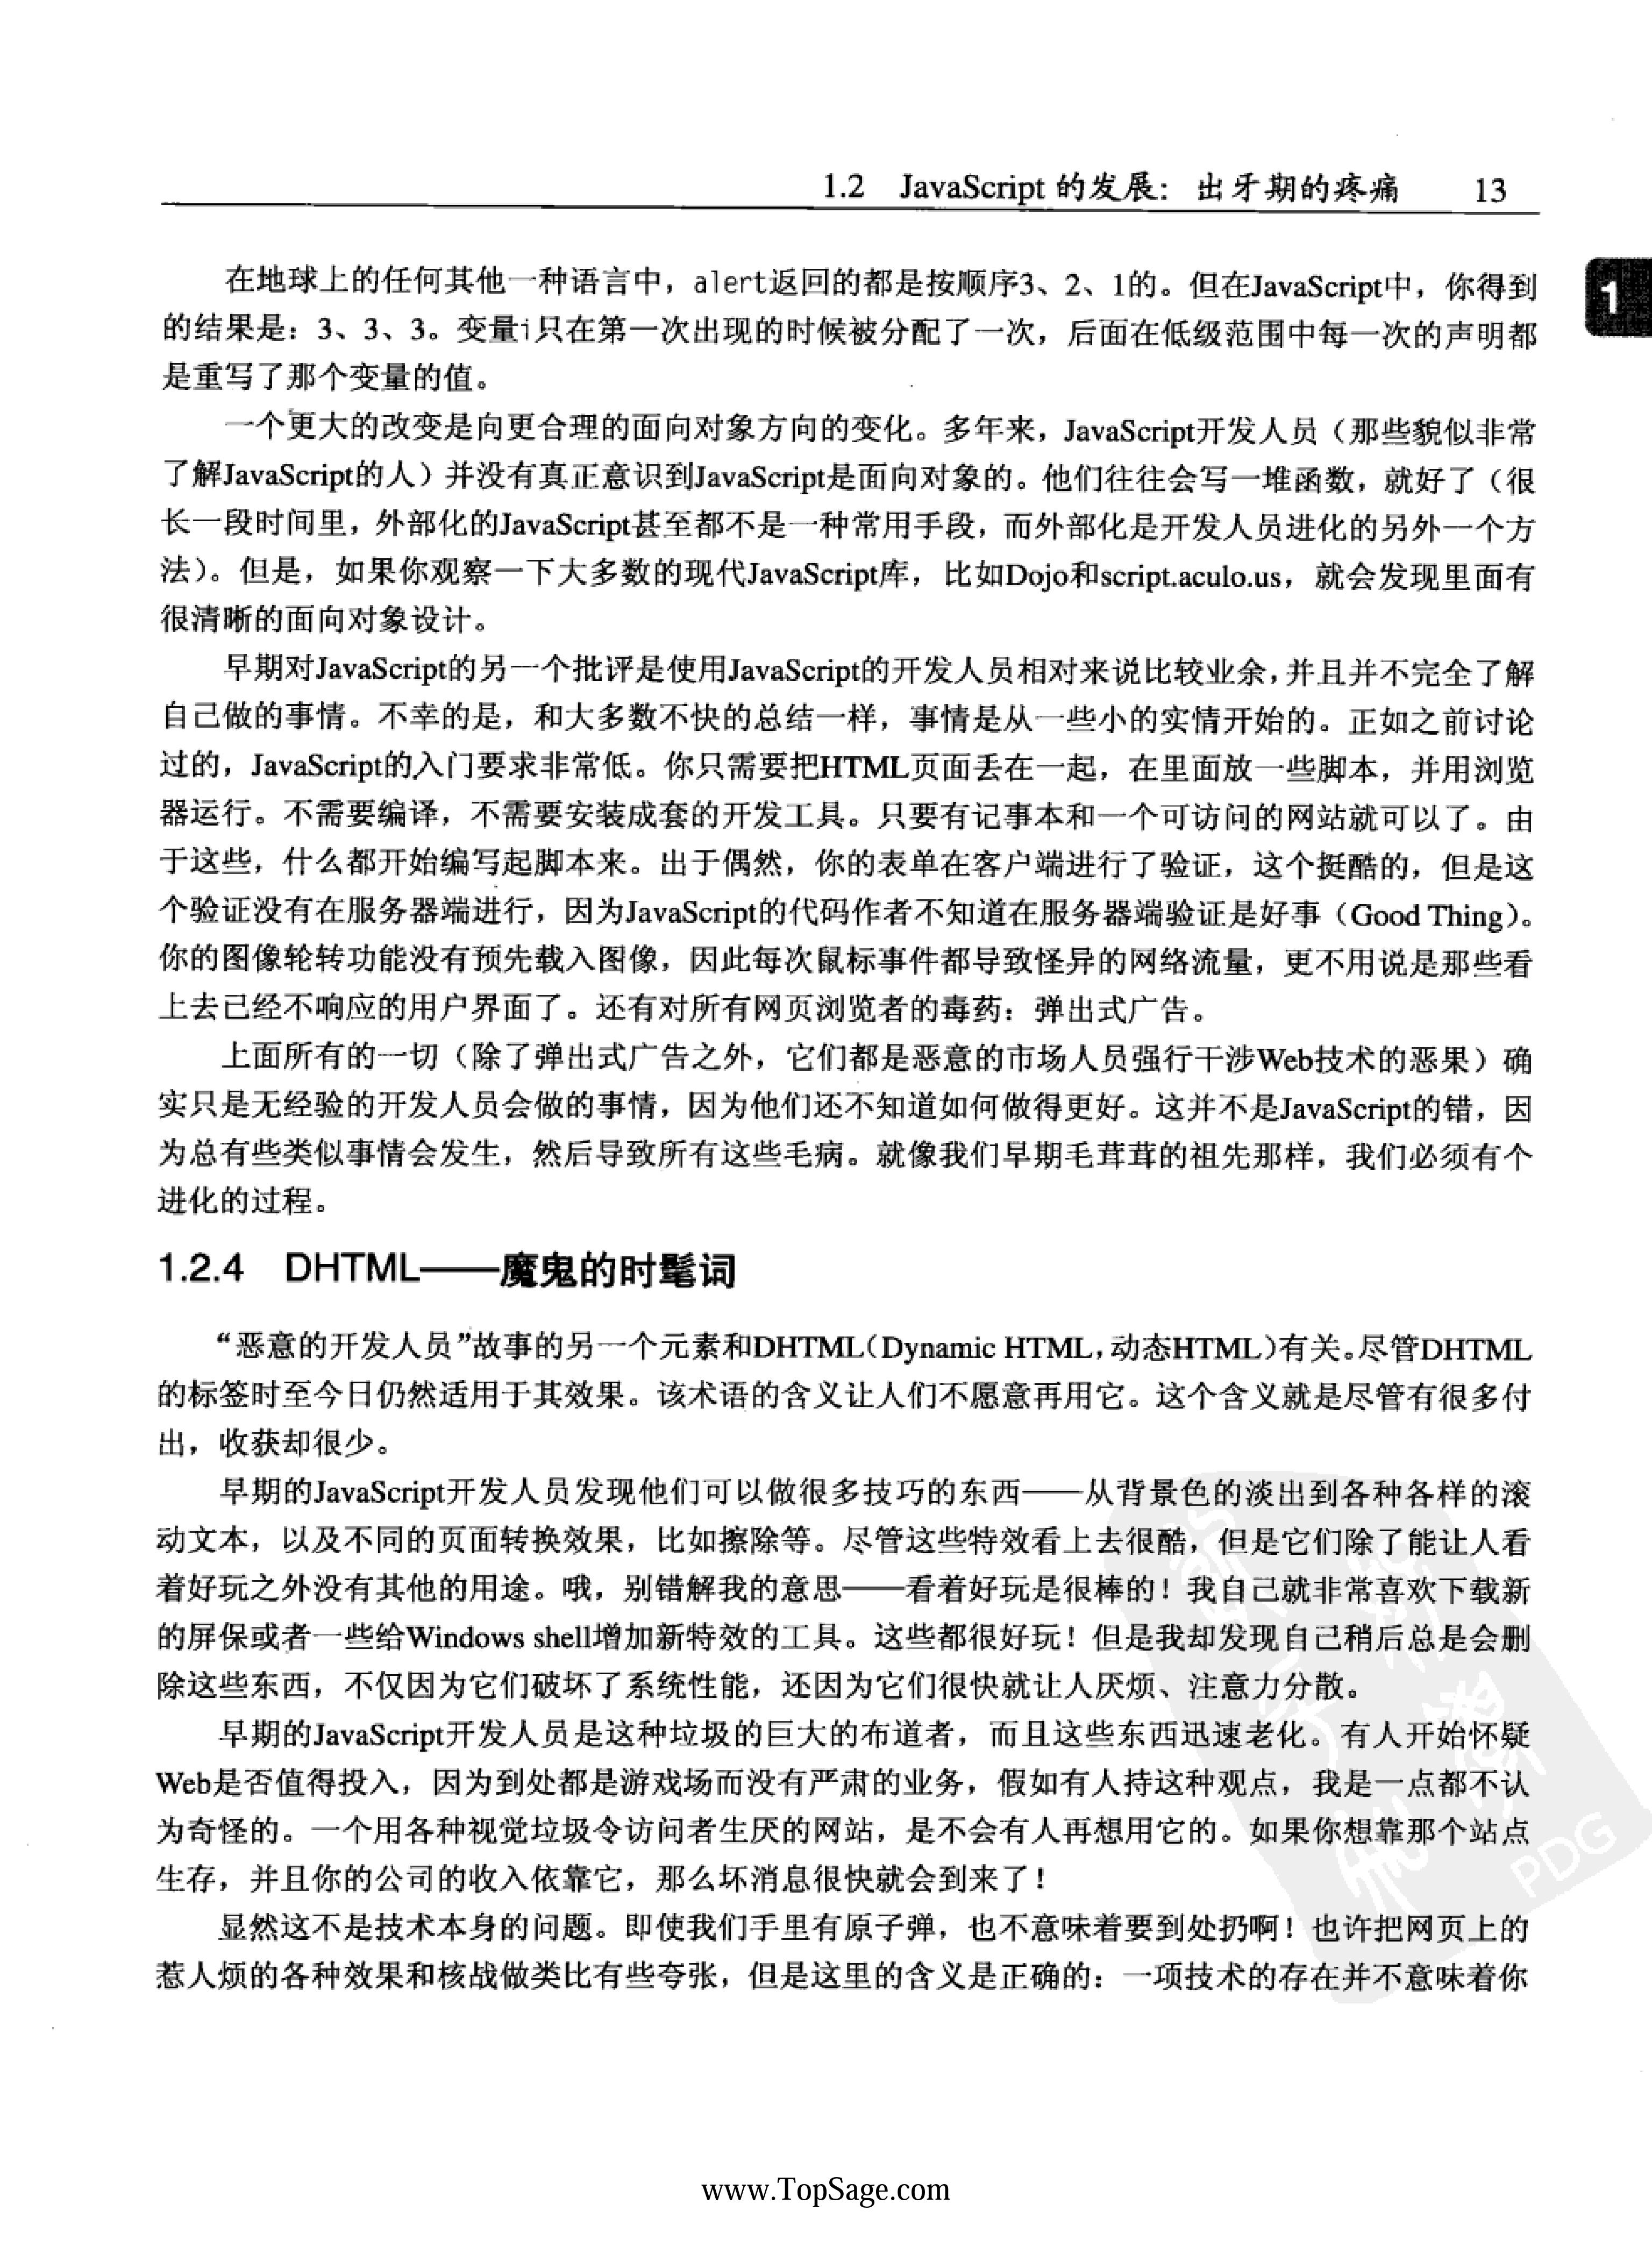 1.2 JavaScript 的发展：出牙期的疼痛 13
1
在地球上的任何其他一种语言中，alert返回的都是按顺序3、2、1的。但在JavaScript中，你得到
的结果是：3、3、3。变量i只在第一次出现的时候被分配了一次，后面在低级范围中每一次的声明都
是重写了那个变量的值。
一个更大的改变是向更合理的面向对象方向的变化。多年来，JavaScript开发人员（那些貌似非常
了解JavaScript的人）并没有真正意识到JavaScript是面向对象的。他们往往会写一堆函数，就好了（很
长一段时间里，外部化的JavaScript甚至都不是一种常用手段，而外部化是开发人员进化的另外一个方
法）。但是，如果你观察一下大多数的现代JavaScript库，比如Dojo和script.aculo.us，就会发现里面有
很清晰的面向对象设计。
早期对JavaScript的另一个批评是使用JavaScript的开发人员相对来说比较业余，并且并不完全了解
自己做的事情。不幸的是，和大多数不快的总结一样，事情是从一些小的实情开始的。正如之前讨论
过的，JavaScript的入门要求非常低。你只需要把HTML页面丢在一起，在里面放一些脚本，并用浏览
器运行。不需要编译，不需要安装成套的开发工具。只要有记事本和一个可访问的网站就可以了。由
于这些，什么都开始编写起脚本来。出于偶然，你的表单在客户端进行了验证，这个挺酷的，但是这
个验证没有在服务器端进行，因为JavaScript的代码作者不知道在服务器端验证是好事（Good Thing）。
你的图像轮转功能没有预先载入图像，因此每次鼠标事件都导致怪异的网络流量，更不用说是那些看
上去已经不响应的用户界面了。还有对所有网页浏览者的毒药：弹出式广告。
上面所有的一切（除了弹出式广告之外，它们都是恶意的市场人员强行干涉Web技术的恶果）确
实只是无经验的开发人员会做的事情，因为他们还不知道如何做得更好。这并不是JavaScript的错，因
为总有些类似事情会发生，然后导致所有这些毛病。就像我们早期毛茸茸的祖先那样，我们必须有个
进化的过程。
1.2.4 DHTML——魔鬼的时髦词
“恶意的开发人员”故事的另一个元素和DHTML（Dynamic HTML，动态HTML）有关。尽管DHTML
的标签时至今日仍然适用于其效果。该术语的含义让人们不愿意再用它。这个含义就是尽管有很多付
出，收获却很少。
早期的JavaScript开发人员发现他们可以做很多技巧的东西——从背景色的淡出到各种各样的滚
动文本，以及不同的页面转换效果，比如擦除等。尽管这些特效看上去很酷，但是它们除了能让人看
着好玩之外没有其他的用途。哦，别错解我的意思——看着好玩是很棒的！我自己就非常喜欢下载新
的屏保或者一些给Windows shell增加新特效的工具。这些都很好玩！但是我却发现自己稍后总是会删
除这些东西，不仅因为它们破坏了系统性能，还因为它们很快就让人厌烦、注意力分散。
早期的JavaScript开发人员是这种垃圾的巨大的布道者，而且这些东西迅速老化。有人开始怀疑
Web是否值得投入，因为到处都是游戏场而没有严肃的业务，假如有人持这种观点，我是一点都不认
为奇怪的。一个用各种视觉垃圾令访问者生厌的网站，是不会有人再想用它的。如果你想靠那个站点
生存，并且你的公司的收入依靠它，那么坏消息很快就会到来了！
显然这不是技术本身的问题。即使我们手里有原子弹，也不意味着要到处扔啊！也许把网页上的
惹人烦的各种效果和核战做类比有些夸张，但是这里的含义是正确的：一项技术的存在并不意味着你
PDG
www.TopSage.com